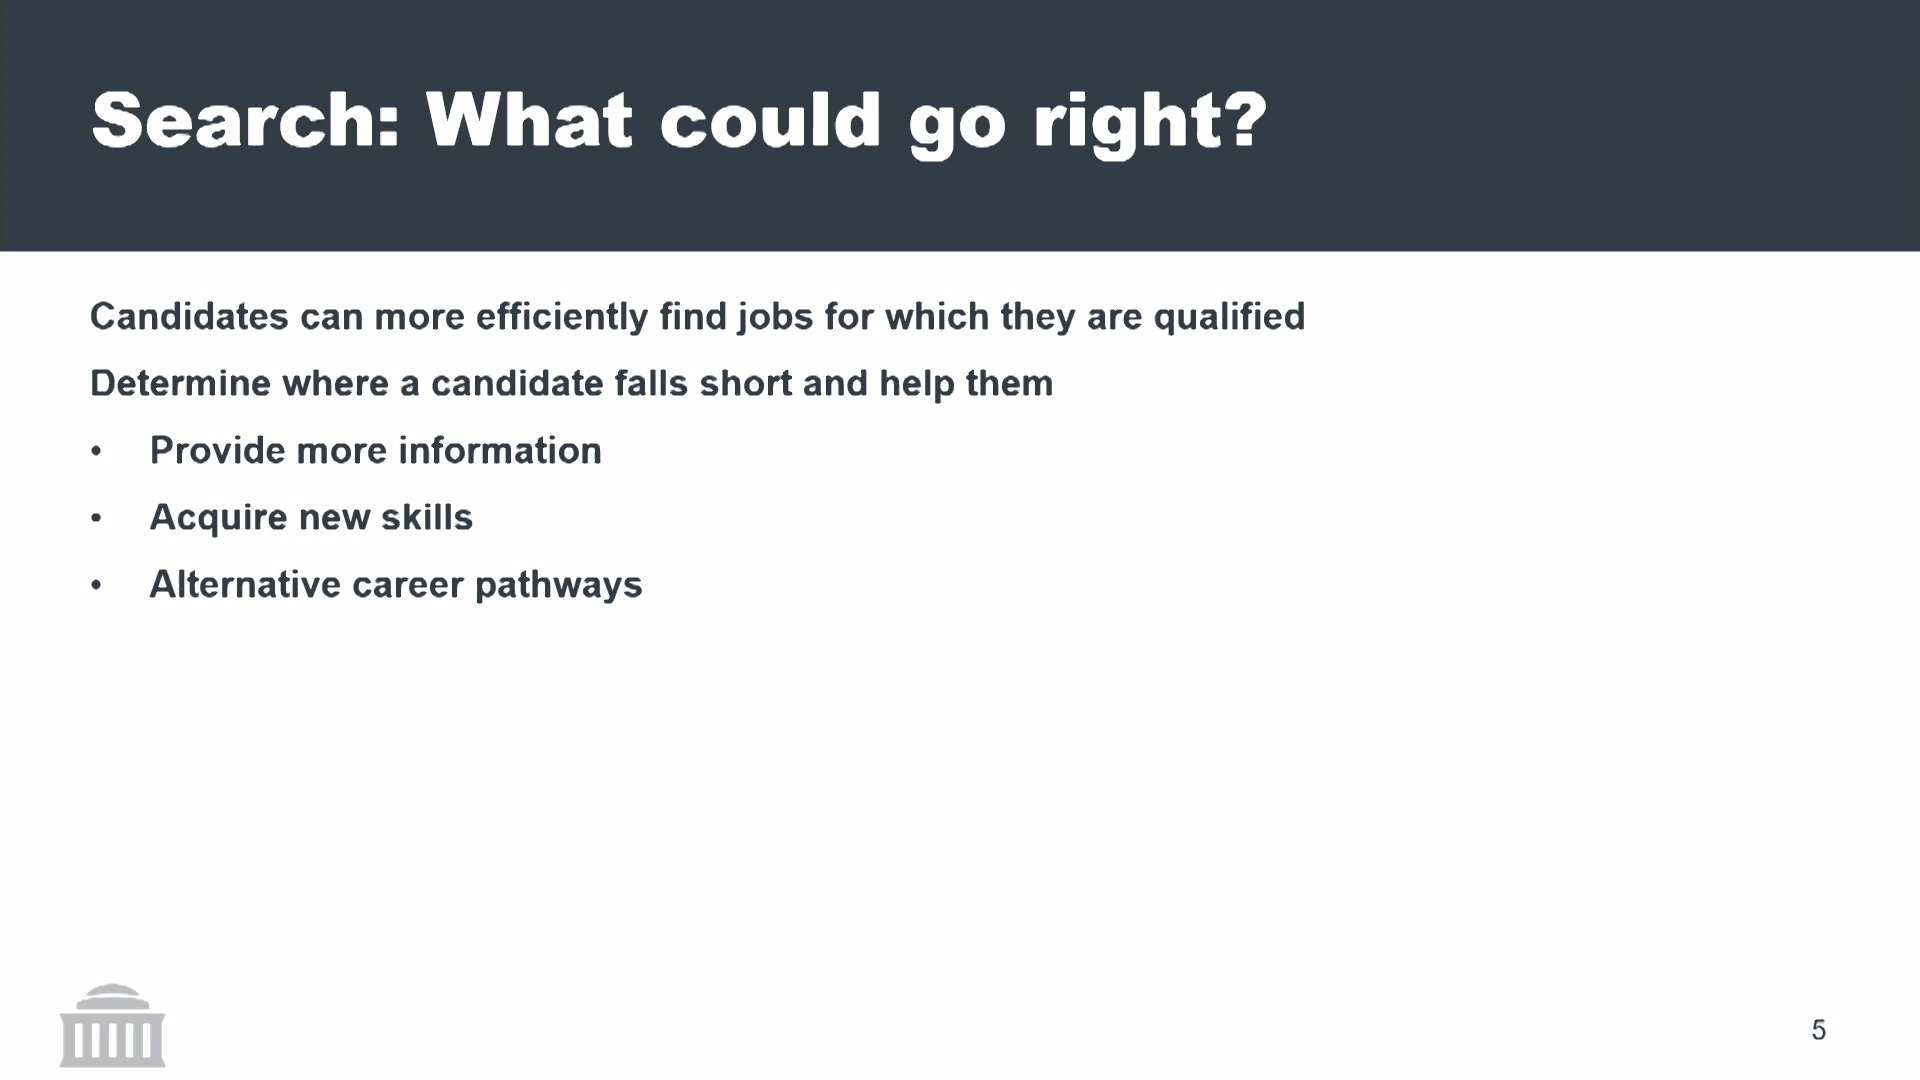 Search: What could go right?
Candidates can more efficiently find jobs for which they are qualified
Determine where a candidate falls short and help them
• Provide more information
• Acquire new skills
• Alternative career pathways
5